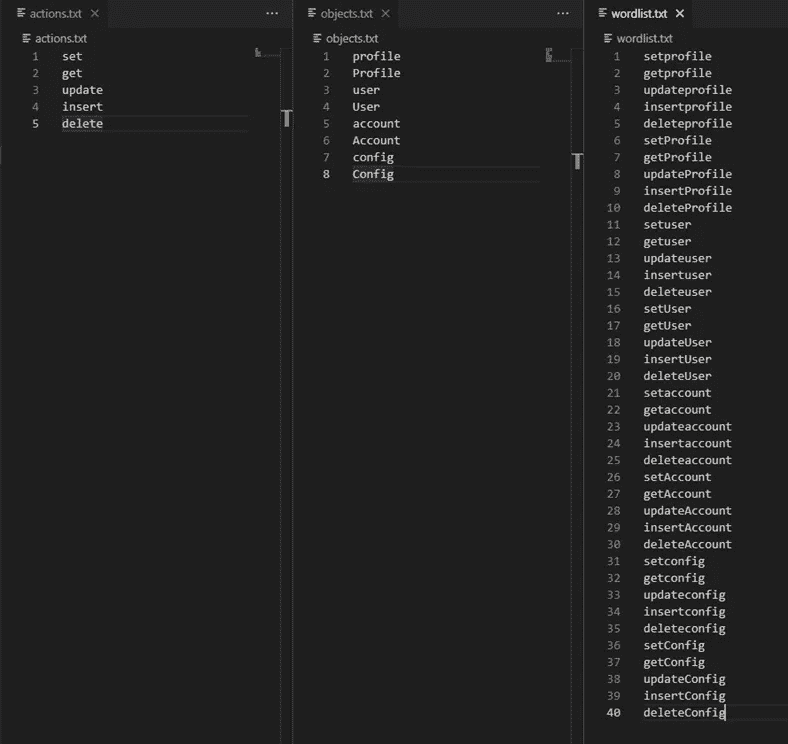 actions.txt
actions.txt
1 set
2 get
3 update
4 insert
5 delete
objects.txt
objects.txt
1 profile
2 Profile
3 user
4 User
5 account
6 Account
7 config
8 Config
wordlist.txt
wordlist.txt
1 setprofile
2 getprofile
3 updateprofile
4 insertprofile
5 deleteprofile
6 setProfile
7 getProfile
8 updateProfile
9 insertProfile
10 deleteProfile
11 setuser
12 getuser
13 updateuser
14 insertuser
15 deleteuser
16 setUser
17 getUser
18 updateUser
19 insertUser
20 deleteUser
21 setaccount
22 getaccount
23 updateaccount
24 insertaccount
25 deleteaccount
26 setAccount
27 getAccount
28 updateAccount
29 insertAccount
30 deleteAccount
31 setconfig
32 getconfig
33 updateconfig
34 insertconfig
35 deleteconfig
36 setConfig
37 getConfig
38 updateConfig
39 insertConfig
40 deleteConfig